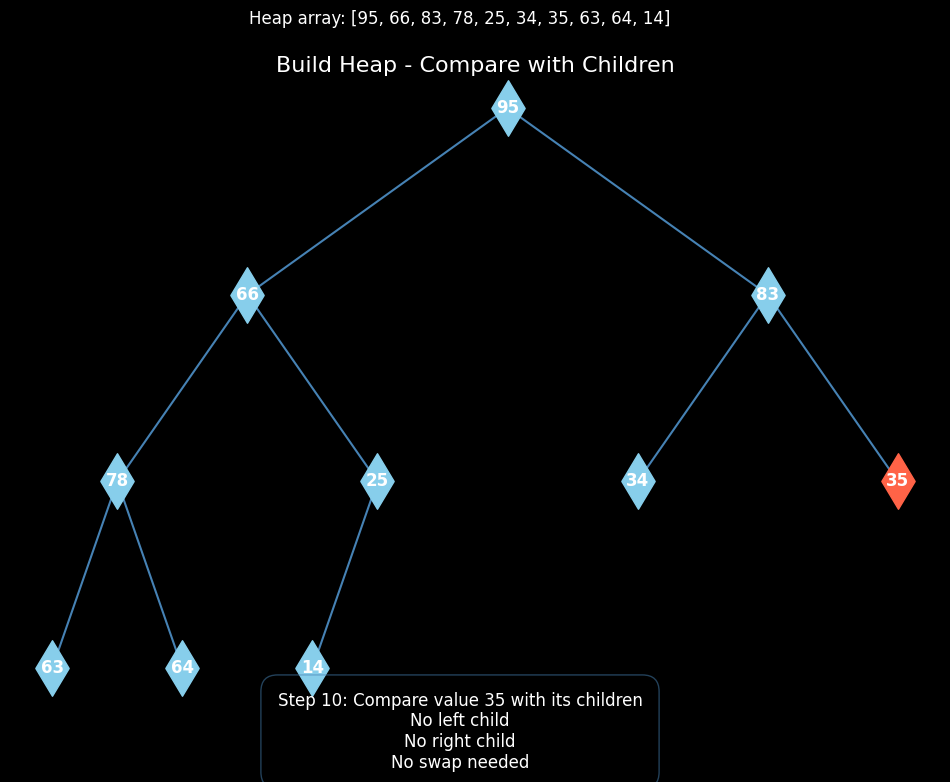 Heap array: [95, 66, 83, 78, 25, 34, 35, 63, 64, 14]
Build Heap - Compare with Children
95
66 83
78 25 34 35
63 64 14
Step 10: Compare value 35 with its children
No left child
No right child
No swap needed